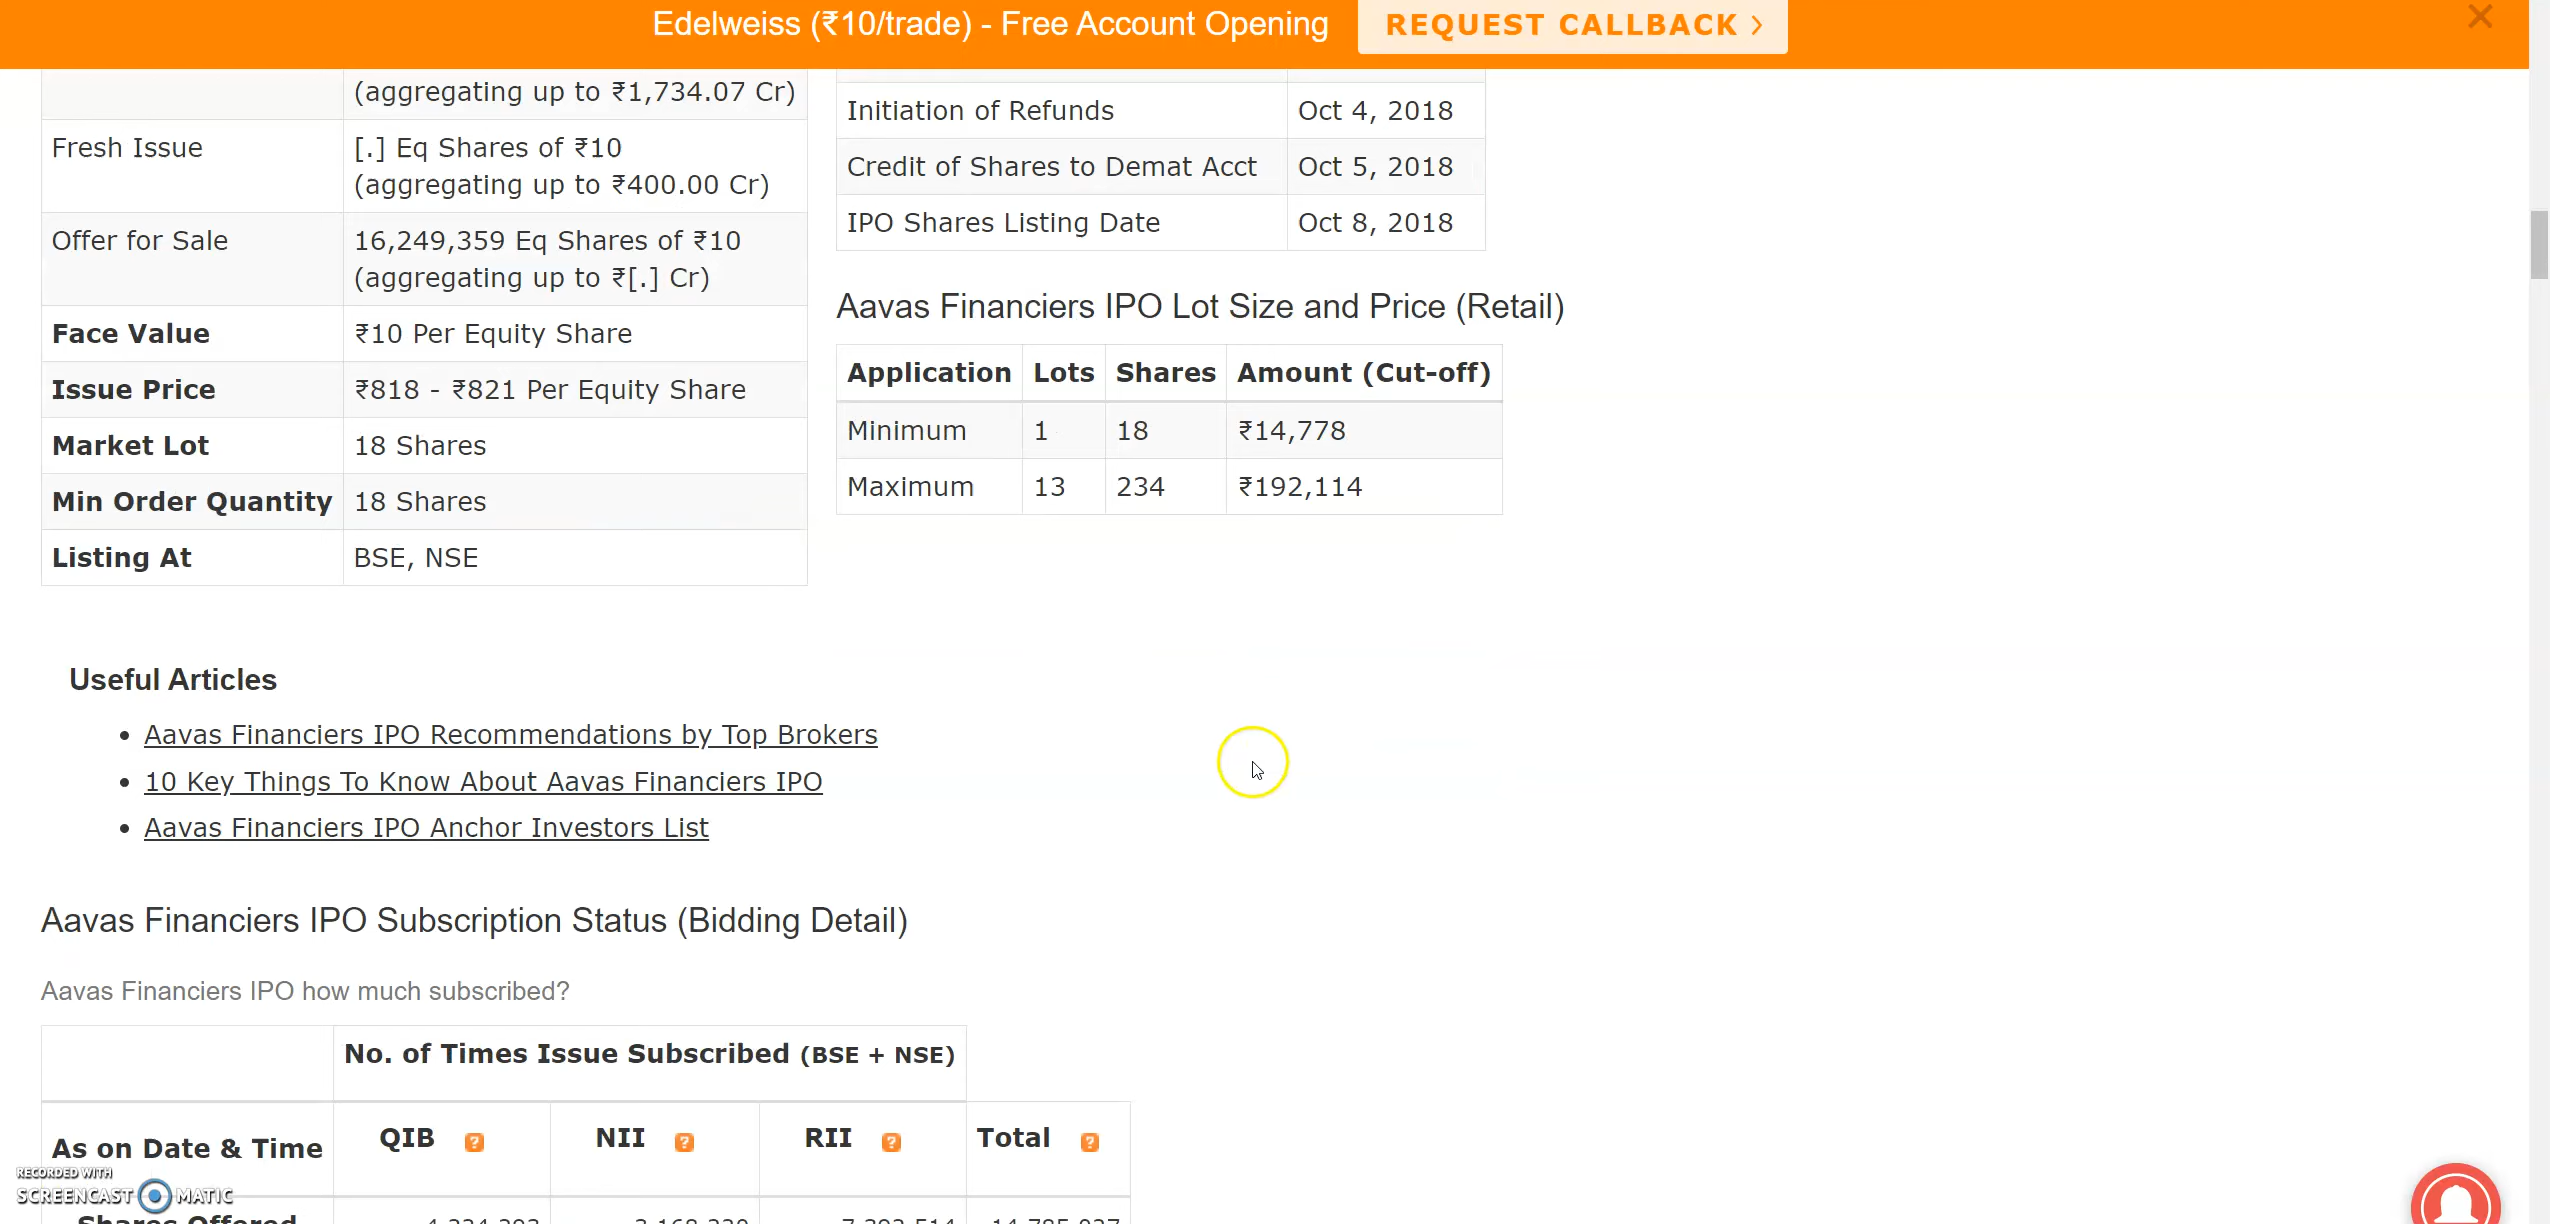 Edelweiss (₹10/trade) - Free Account Opening REQUEST CALLBACK
(aggregating up to ₹1,734.07 Cr)
Fresh Issue [.] Eq Shares of ₹10
(aggregating up to ₹400.00 Cr)
Offer for Sale 16,249,359 Eq Shares of ₹10
(aggregating up to ₹[.] Cr)
Face Value ₹10 Per Equity Share
Issue Price ₹818 - ₹821 Per Equity Share
Market Lot 18 Shares
Min Order Quantity 18 Shares
Listing At BSE, NSE
Initiation of Refunds Oct 4, 2018
Credit of Shares to Demat Acct Oct 5, 2018
IPO Shares Listing Date Oct 8, 2018
Aavas Financiers IPO Lot Size and Price (Retail)
Application Lots Shares Amount (Cut-off)
Minimum 1 18 ₹14,778
Maximum 13 234 ₹192,114
Useful Articles
Aavas Financiers IPO Recommendations by Top Brokers
10 Key Things To Know About Aavas Financiers IPO
Aavas Financiers IPO Anchor Investors List
Aavas Financiers IPO Subscription Status (Bidding Detail)
Aavas Financiers IPO how much subscribed?
No. of Times Issue Subscribed (BSE + NSE)
As on Date & Time QIB ? NII ? RII ? Total ?
Shares Offered
RECORDED WITH
SCREENCAST MATIC